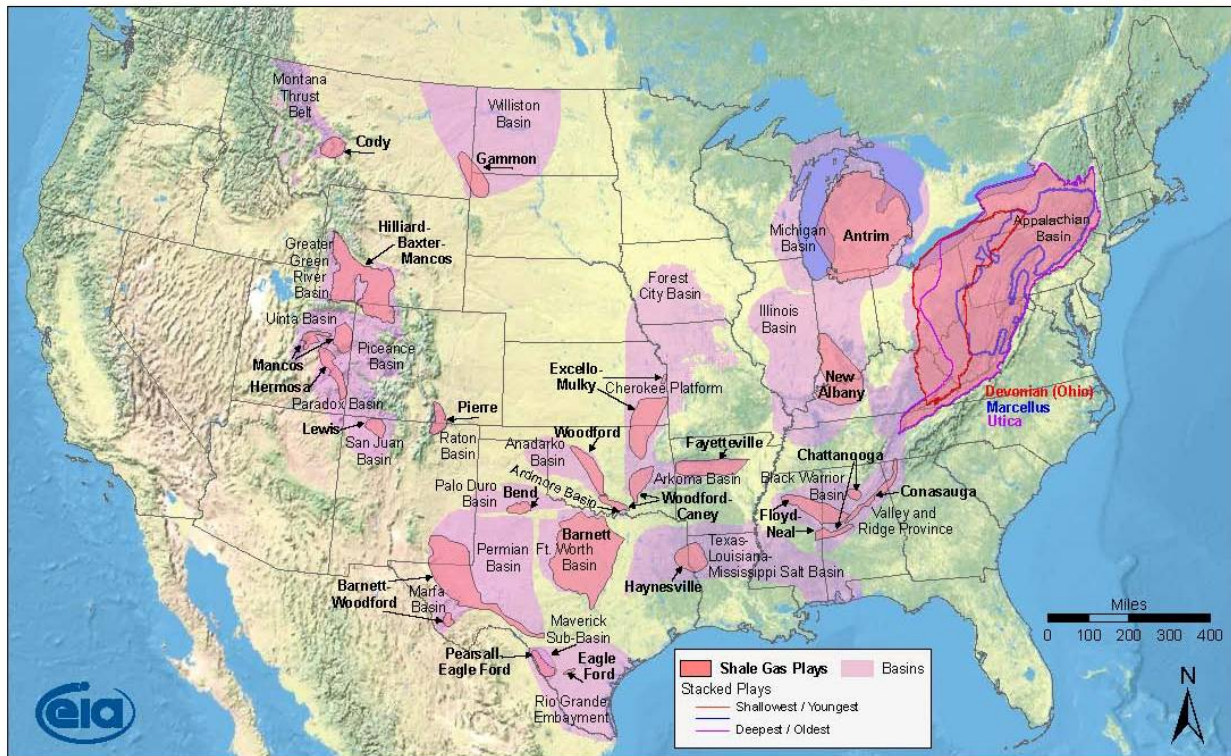 Montana
Thrust
Belt
Cody
Williston
Basin
Gammon
Hilliard-
Baxter-
Mancos
Greater
Green
River
Basin
Uinta Basin
Mancos
Piceance
Basin
Hermosa
Paradox Basin
Lewis
San Juan
Basin
Pierre
Raton
Basin
Michigan
Basin
Antrim
Appalachian
Basin
Forest
City Basin
Illinois
Basin
New
Albany
Excello-
Mulky
Cherokee Platform
Devonian (Ohio)
Marcellus
Utica
Woodford
Anadarko
Basin
Fayetteville
Arkoma Basin
Ardmore Basin
Palo Duro
Basin
Bend
Woodford-
Caney
Chattanooga
Black Warrior
Basin
Conasauga
Valley and
Ridge Province
Floyd-
Neal
Barnett
Ft. Worth
Basin
Permian
Basin
Texas-
Louisiana-
Mississippi Salt Basin
Haynesville
Barnett-
Woodford
Marfa
Basin
Maverick
Sub-Basin
Pearsall,
Eagle Ford
Eagle
Ford
Rio Grande
Embayment
Miles
0 100 200 400
N
Shale Gas Plays
Basins
Stacked Plays
Shallowest / Youngest
Deepest / Oldest
eia